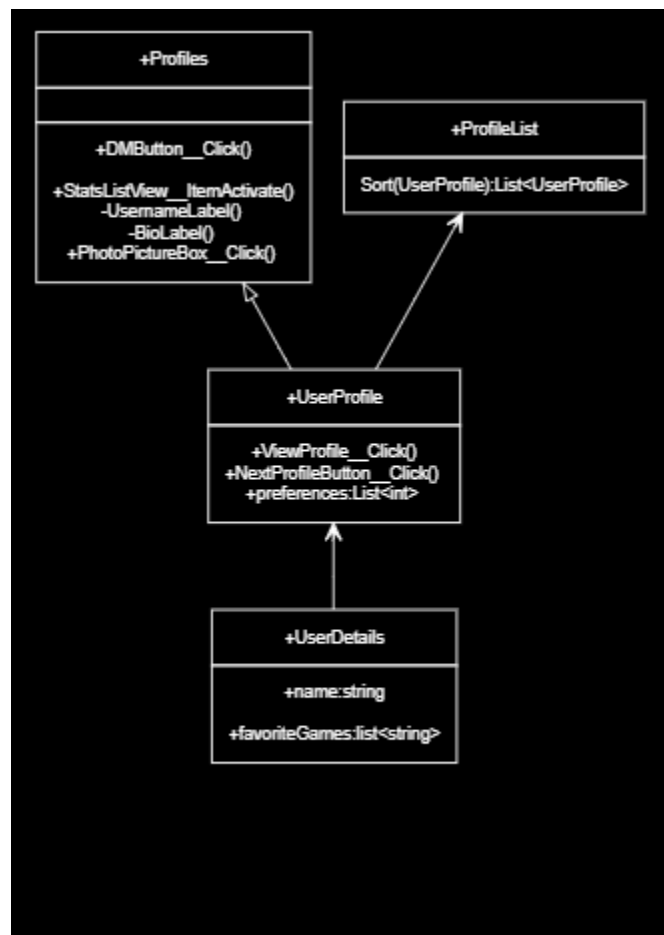 +Profiles
+DMButton__Click()
+StatsListView__ItemActivate()
-UsernameLabel()
-BioLabel()
+PhotoPictureBox__Click()
+ProfileList
Sort(UserProfile):List<UserProfile>
+UserProfile
+ViewProfile__Click()
+NextProfileButton__Click()
+preferences:List<int>
+UserDetails
+name:string
+favoriteGames:list<string>